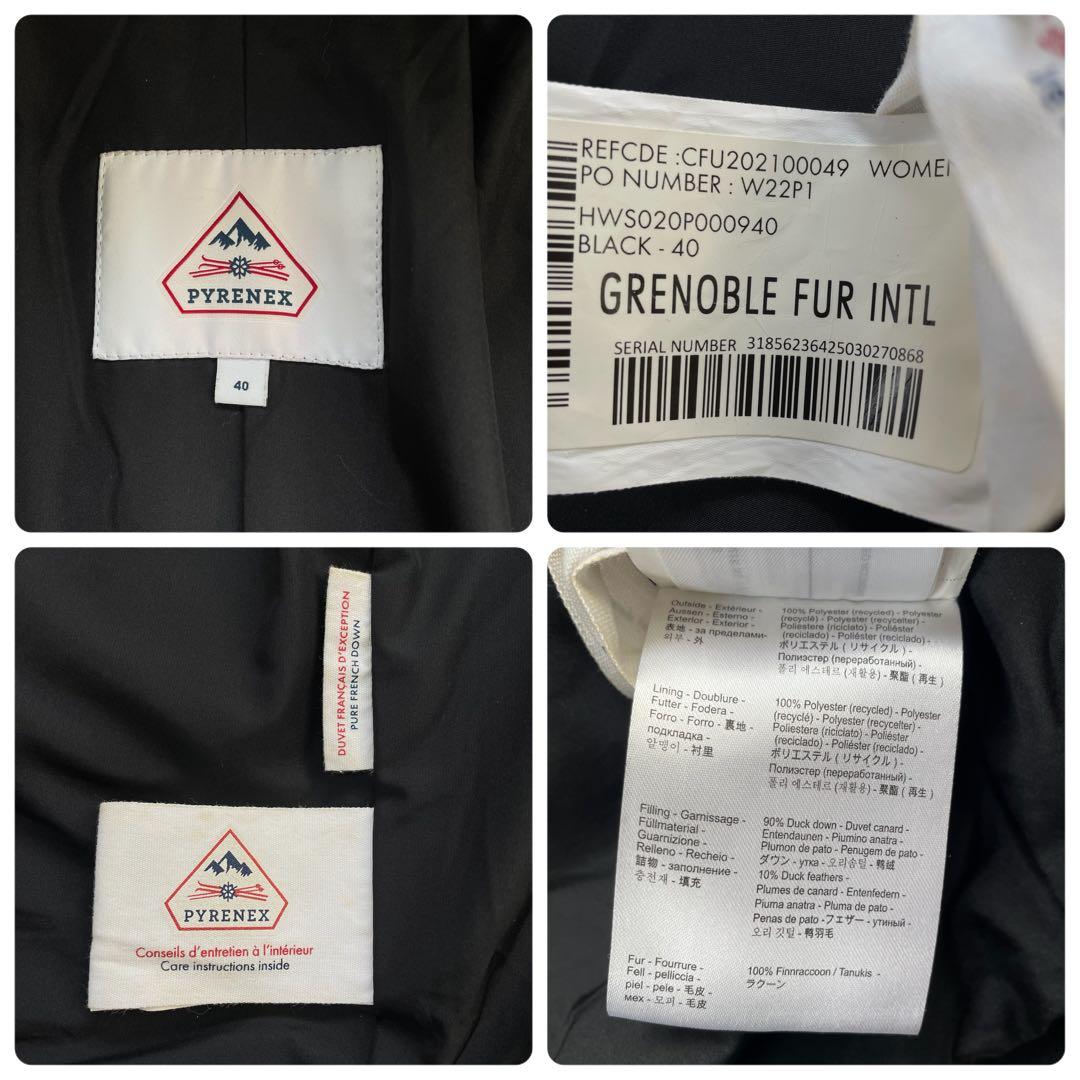 PYRENEX
40
REFCDE :CFU202100049 WOMEN
PO NUMBER : W22P1
HWS020P000940
BLACK - 40
GRENOBLE FUR INTL
SERIAL NUMBER 31856236425030270868
DUVET FRANÇAIS D'EXCEPTION
PURE FRENCH DOWN
PYRENEX
Conseils d'entretien à l'intérieur
Care instructions inside
Outside - Extérieur -
Aussen - Esterno -
Exterior - Exterior -
表地 - за пределами-
외부 - 外
100% Polyester (recycled) - Polyester
(recyclé) - Polyester (recycelter) -
Poliestere (riciclato) - Poliéster
(reciclado) - Poliéster (reciclado) -
ポリエステル ( リサイクル ) -
Полиэстер (переработанный) -
폴리 에스테르 (재활용) - 聚酯 ( 再生 )
Lining - Doublure -
Futter - Fodera -
Forro - Forro - 裏地 -
подкладка -
알맹이 - 衬里
100% Polyester (recycled) - Polyester
(recyclé) - Polyester (recycelter) -
Poliestere (riciclato) - Poliéster
(reciclado) - Poliéster (reciclado) -
ポリエステル ( リサイクル ) -
Полиэстер (переработанный) -
폴리 에스테르 (재활용) - 聚酯 ( 再生 )
Filling - Garnissage -
Füllmaterial -
Guarnizione -
Relleno - Recheio -
詰物 - заполнение -
충전재 - 填充
90% Duck down - Duvet canard -
Entendaunen - Piumino anatra -
Plumon de pato - Penugem de pato -
ダウン - утка - 오리솜털 - 鸭绒
10% Duck feathers -
Plumes de canard - Entenfedern -
Piuma anatra - Pluma de pato -
Penas de pato -フェザー - утиный -
오리 깃털 - 鸭羽毛
Fur - Fourrure -
Fell - pelliccia -
piel - pele - 毛皮 -
мех - 모피 - 毛皮
100% Finnraccoon / Tanukis -
ラクーン